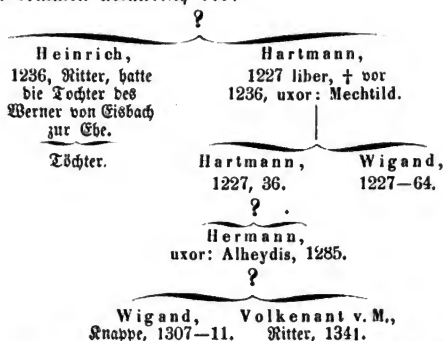 ?
Heinrich, Hartmann,
1236, Ritter, hatte 1227 liber, † vor
die Tochter des 1236, uxor: Mechtild.
Werner von Eisbach
zur Ehe.
Töchter. Hartmann, Wigand,
1227, 36. 1227—64.
?
Hermann,
uxor: Alheydis, 1285.
?
Wigand, Volkenant v. M.,
Knappe, 1307—11. Ritter, 1341.